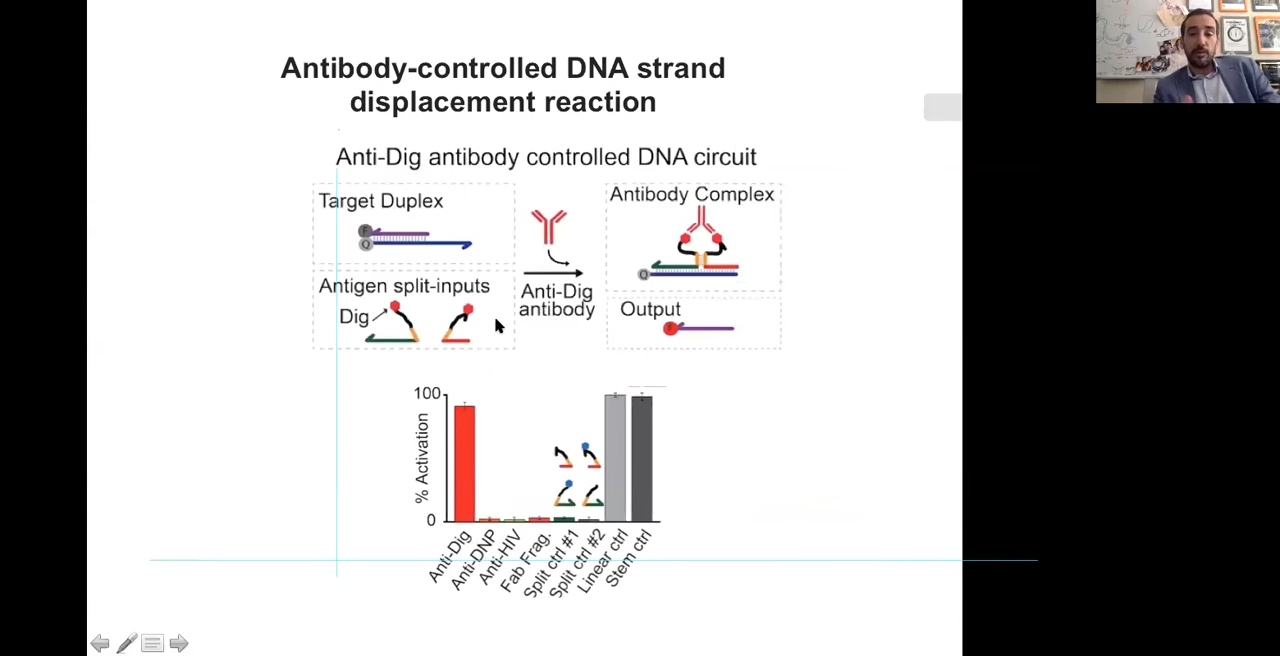 Antibody-controlled DNA strand
displacement reaction
Anti-Dig antibody controlled DNA circuit
Target Duplex
F
Q
Antigen split-inputs
Dig
Anti-Dig
antibody
Antibody Complex
Q
Output
F
100
% Activation
0
Anti-Dig
Anti-DNP
Anti-HIV
Fab Frag.
Split ctrl #1
Split ctrl #2
Linear ctrl
Stem ctrl